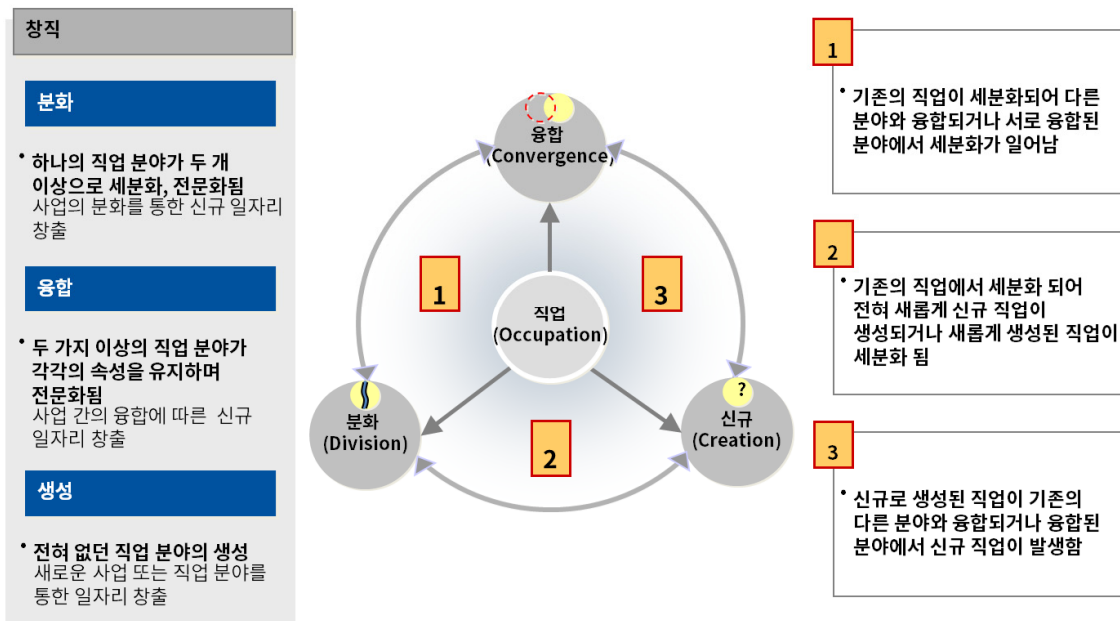 창직
분화
• 하나의 직업 분야가 두 개
이상으로 세분화, 전문화됨
사업의 분화를 통한 신규 일자리
창출
융합
• 두 가지 이상의 직업 분야가
각각의 속성을 유지하며
전문화됨
사업 간의 융합에 따른 신규
일자리 창출
생성
• 전혀 없던 직업 분야의 생성
새로운 사업 또는 직업 분야를
통한 일자리 창출
융합
(Convergence)
1
3
직업
(Occupation)
분화
(Division)
?
신규
(Creation)
2
1
• 기존의 직업이 세분화되어 다른
분야와 융합되거나 서로 융합된
분야에서 세분화가 일어남
2
• 기존의 직업에서 세분화 되어
전혀 새롭게 신규 직업이
생성되거나 새롭게 생성된 직업이
세분화 됨
3
• 신규로 생성된 직업이 기존의
다른 분야와 융합되거나 융합된
분야에서 신규 직업이 발생함